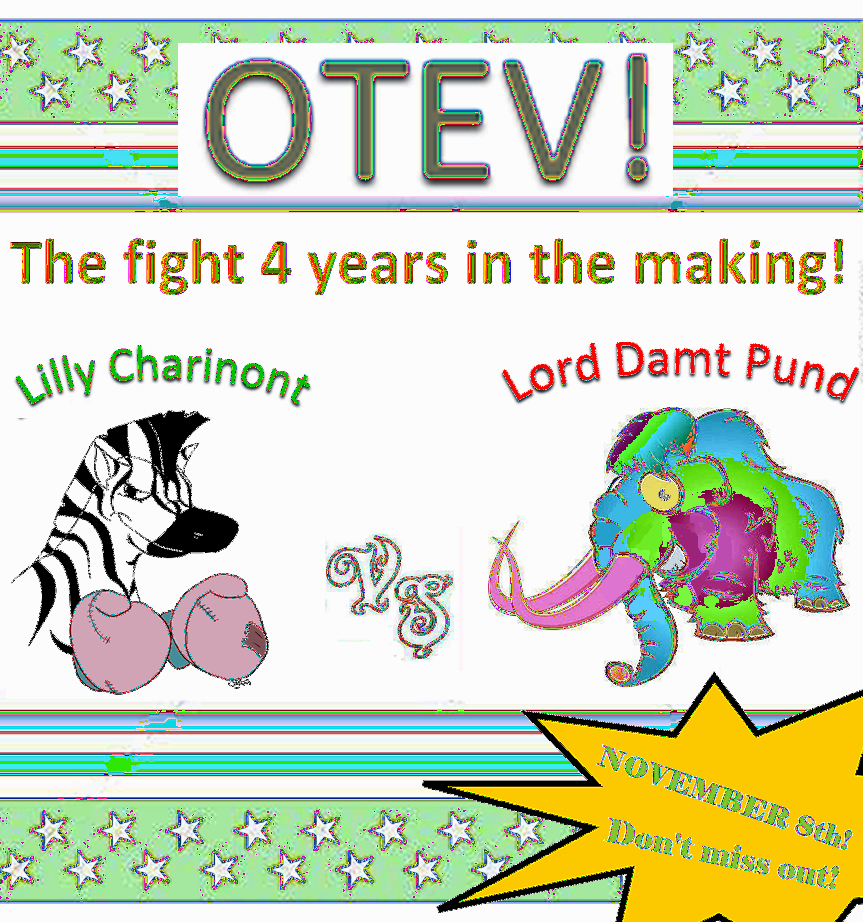 OTEV!
The fight 4 years in the making!
Lilly Charinont
Lord Damt Pund
VS
NOVEMBER 8th!
Don't miss out!